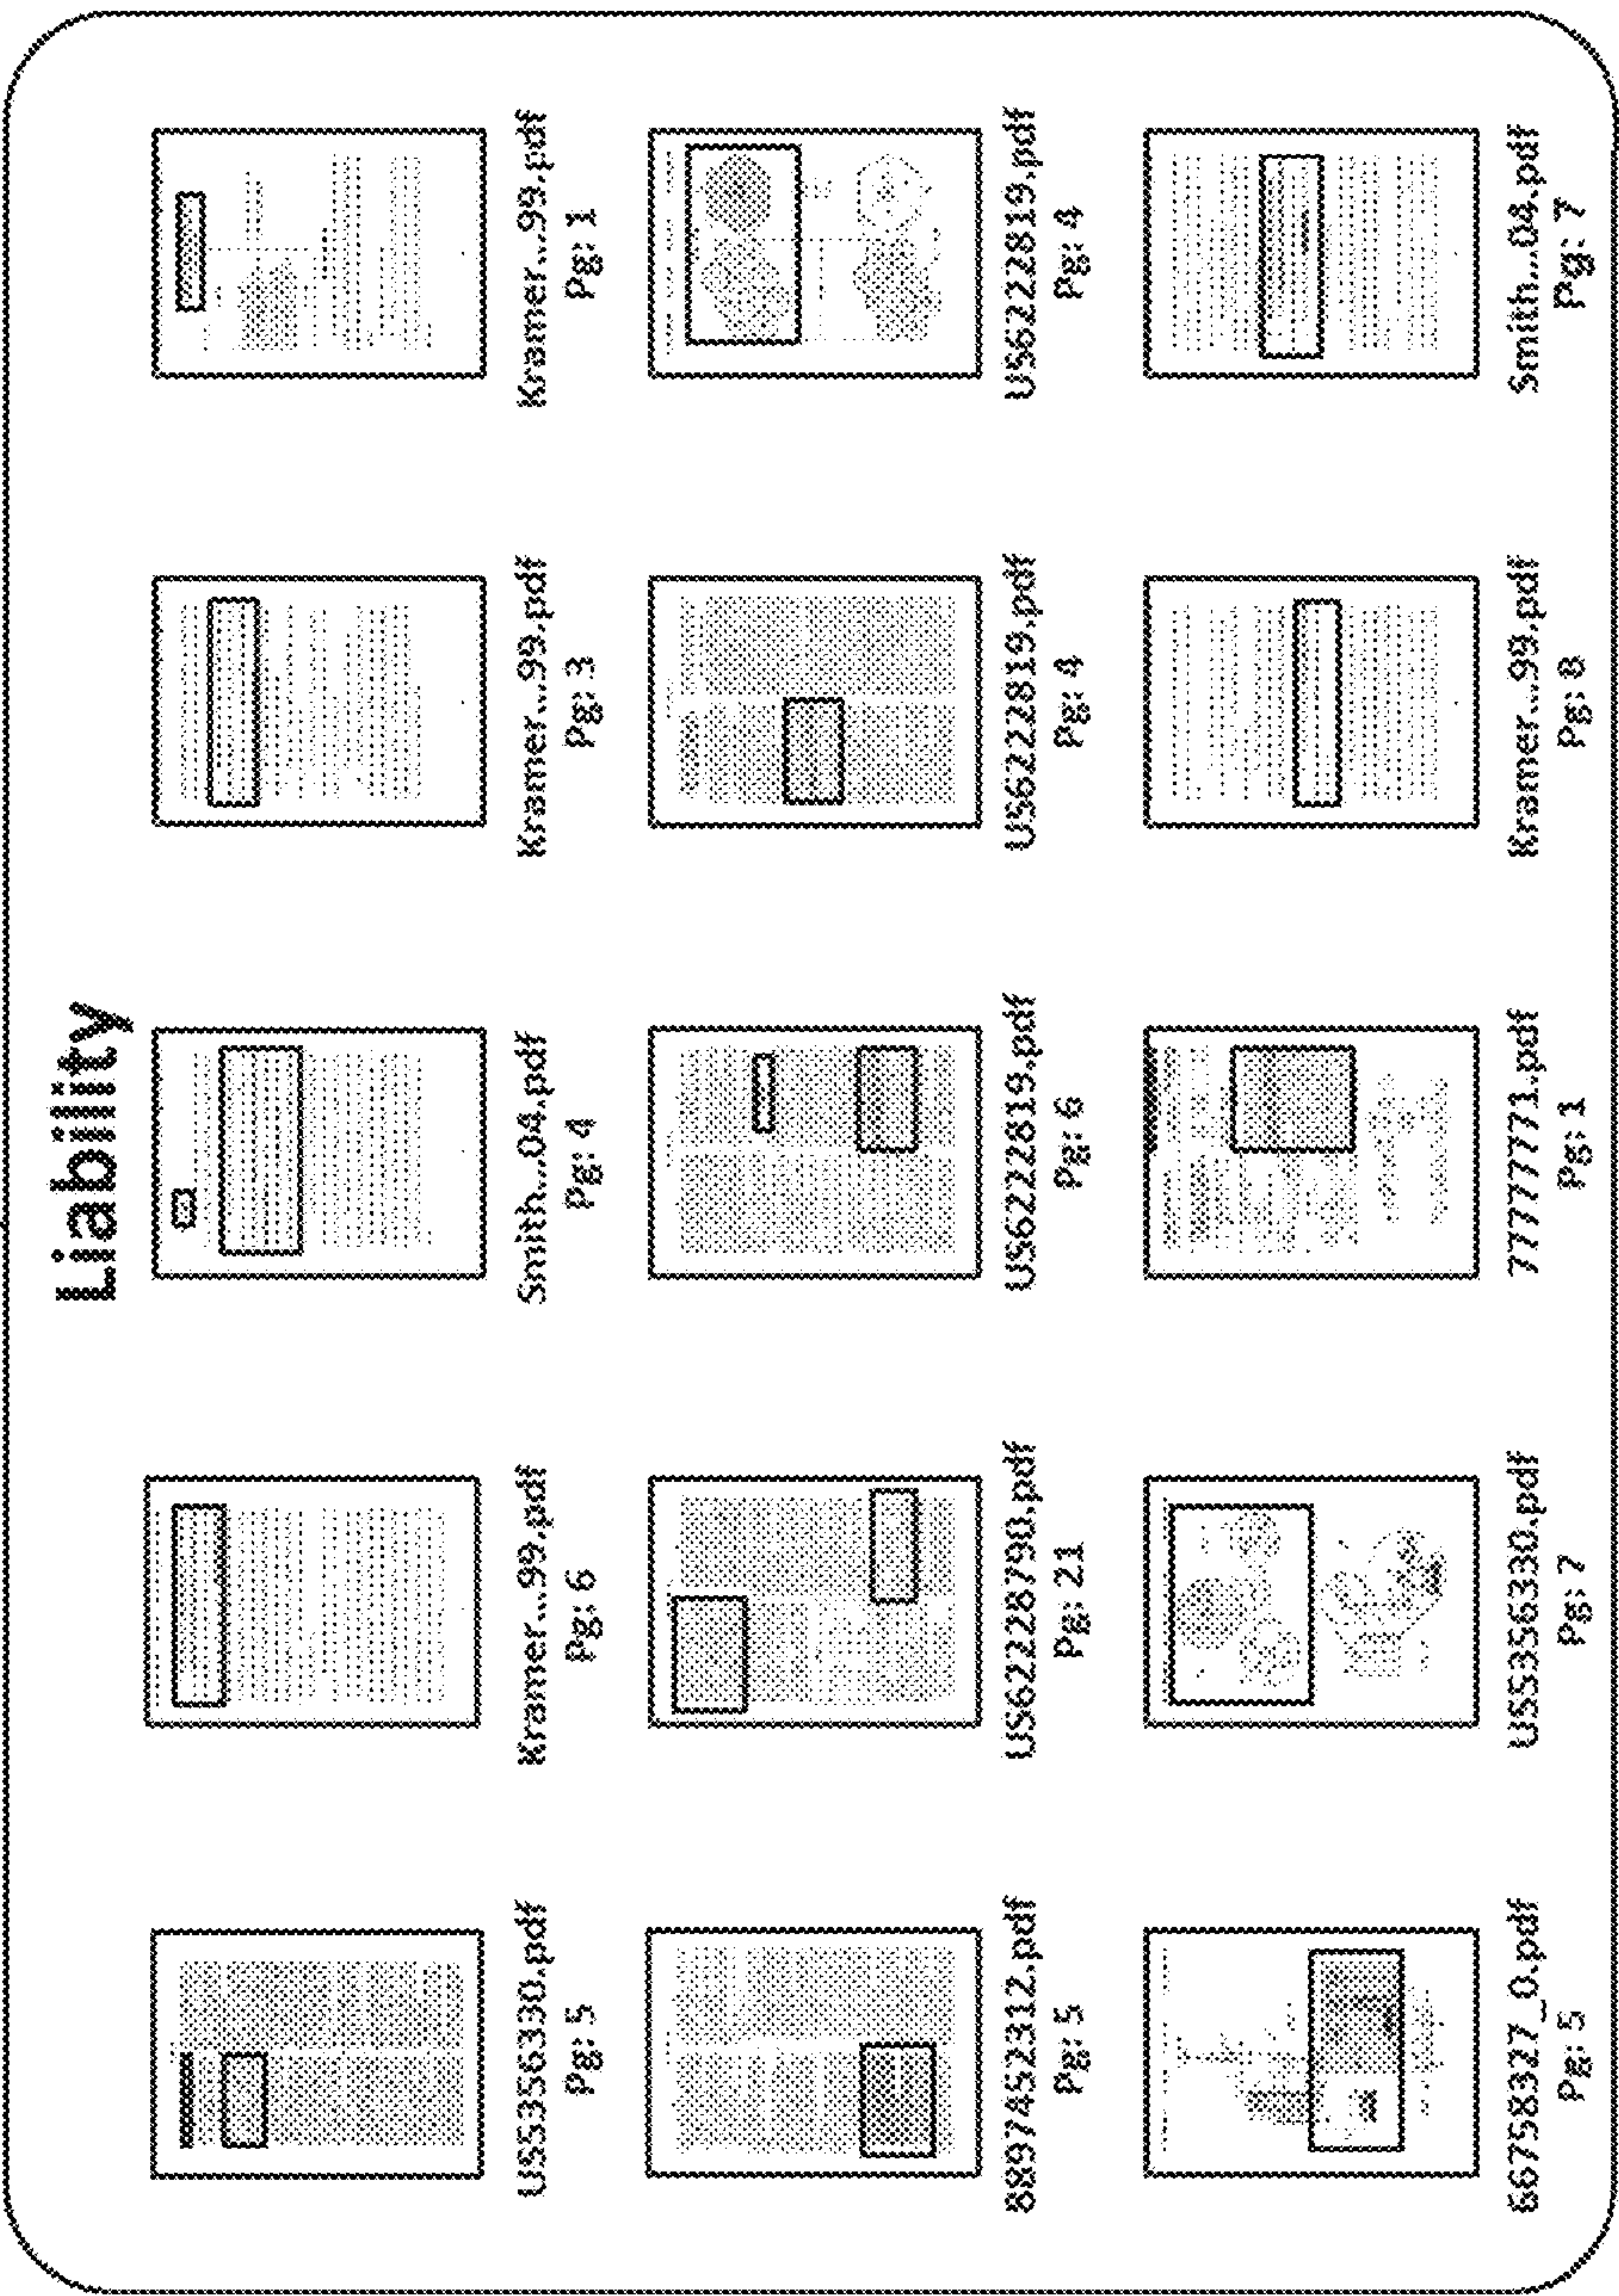 Liability
US5356330.pdf
Pg: 5
Kramer...99.pdf
Pg: 6
Smith...04.pdf
Pg: 4
Kramer...99.pdf
Pg: 3
Kramer...99.pdf
Pg: 1
8897452312.pdf
Pg: 5
US6228790.pdf
Pg: 21
US6222819.pdf
Pg: 6
US6222819.pdf
Pg: 4
US6222819.pdf
Pg: 4
66758327_0.pdf
Pg: 5
US5356330.pdf
Pg: 7
77777771.pdf
Pg: 1
Kramer...99.pdf
Pg: 8
Smith...04.pdf
Pg: 7